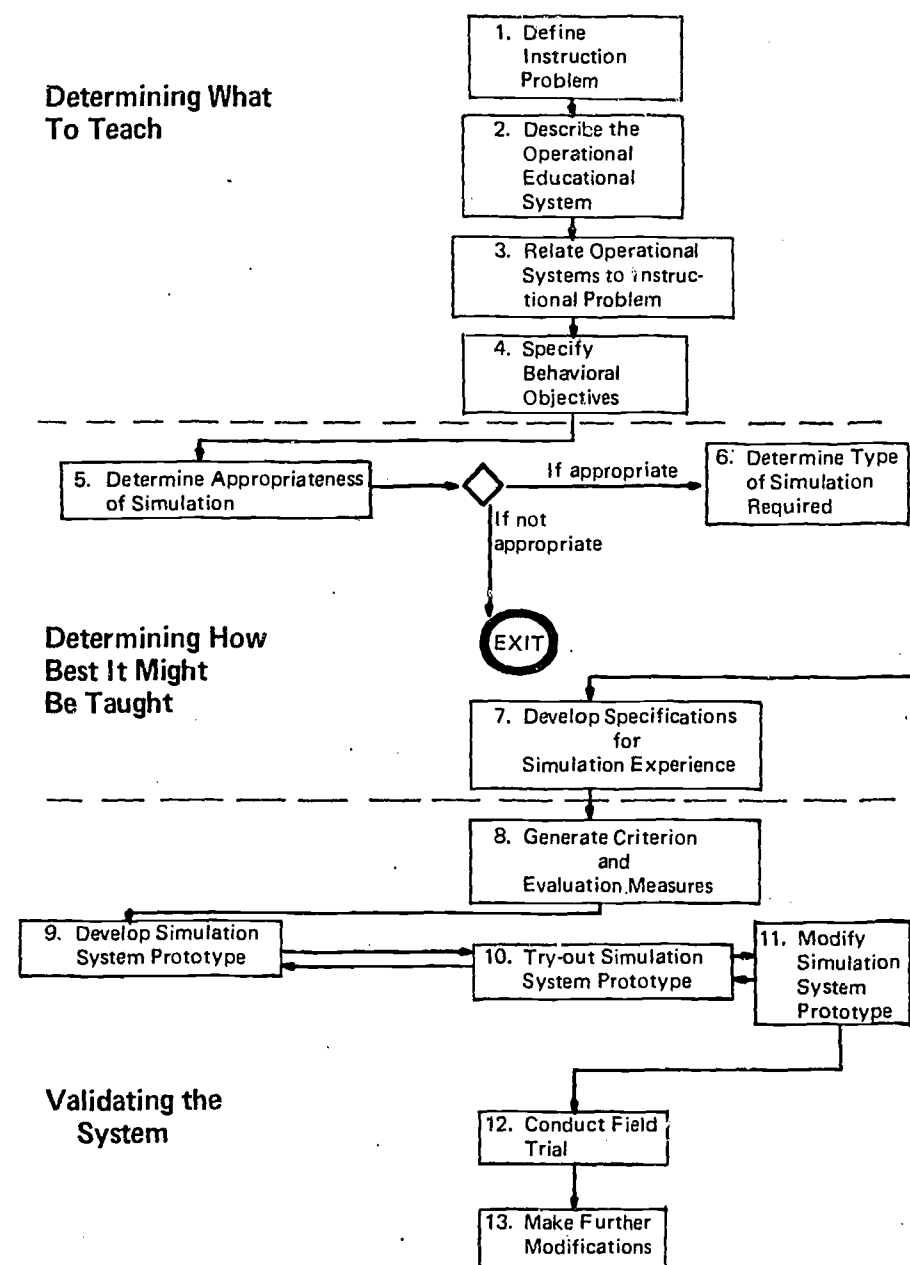 Determining What
To Teach
1. Define
Instruction
Problem
2. Describe the
Operational
Educational
System
3. Relate Operational
Systems to Instruc-
tional Problem
4. Specify
Behavioral
Objectives
5. Determine Appropriateness
of Simulation
If appropriate
6. Determine Type
of Simulation
Required
If not
appropriate
EXIT
Determining How
Best It Might
Be Taught
7. Develop Specifications
for
Simulation Experience
8. Generate Criterion
and
Evaluation Measures
9. Develop Simulation
System Prototype
10. Try-out Simulation
System Prototype
11. Modify
Simulation
System
Prototype
Validating the
System
12. Conduct Field
Trial
13. Make Further
Modifications